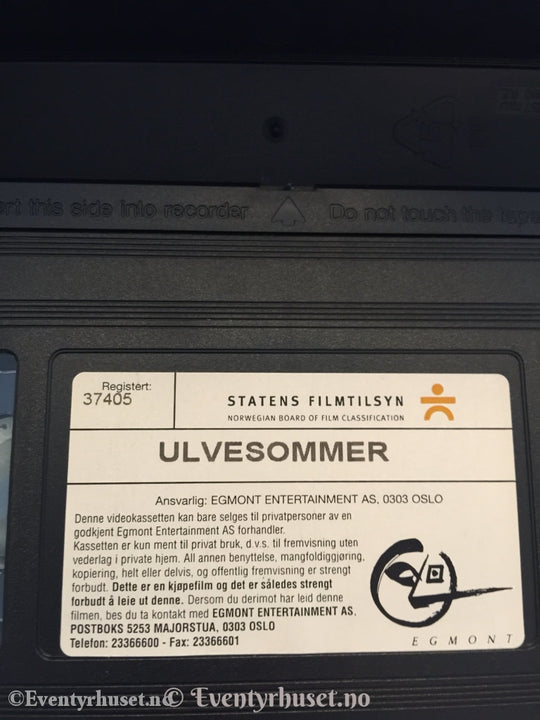 ert this side into recorder Do not touch the tape
Registert:
37405
STATENS FILMTILSYN
NORWEGIAN BOARD OF FILM CLASSIFICATION
ULVESOMMER
Ansvarlig: EGMONT ENTERTAINMENT AS, 0303 OSLO
Denne videokassetten kan bare selges til privatpersoner av en
godkjent Egmont Entertainment AS forhandler.
Kassetten er kun ment til privat bruk, d.v.s. til fremvisning uten
vederlag i private hjem. All annen benyttelse, mangfoldiggjøring,
kopiering, helt eller delvis, og offentlig fremvisning er strengt
forbudt. Dette er en kjøpefilm og det er således strengt
forbudt å leie ut denne. Dersom du derimot har leid denne
filmen, bes du ta kontakt med EGMONT ENTERTAINMENT AS.
POSTBOKS 5253 MAJORSTUA, 0303 OSLO
Telefon: 23366600 - Fax: 23366601
EGMONT
©Eventyrhuset.no © Eventyrhuset.no